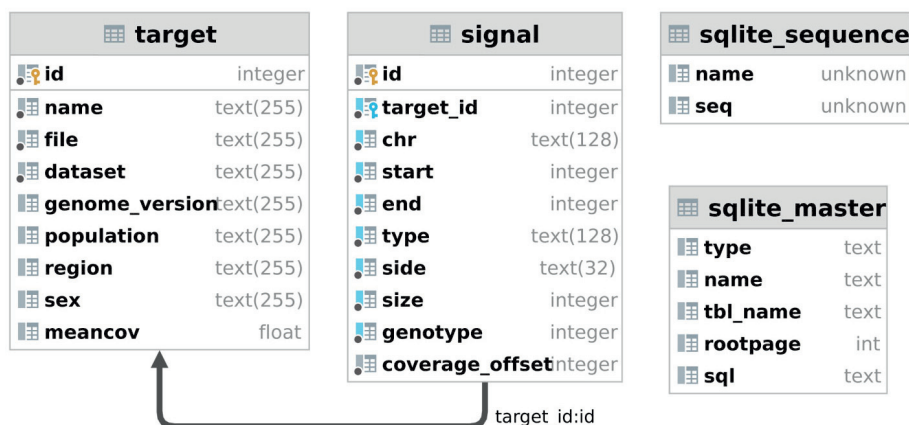 target
id integer
name text(255)
file text(255)
dataset text(255)
genome_version text(255)
population text(255)
region text(255)
sex text(255)
meancov float
signal
id integer
target_id integer
chr text(128)
start integer
end integer
type text(128)
side text(32)
size integer
genotype integer
coverage_offset integer
target_id:id
sqlite_sequence
name unknown
seq unknown
sqlite_master
type text
name text
tbl_name text
rootpage int
sql text